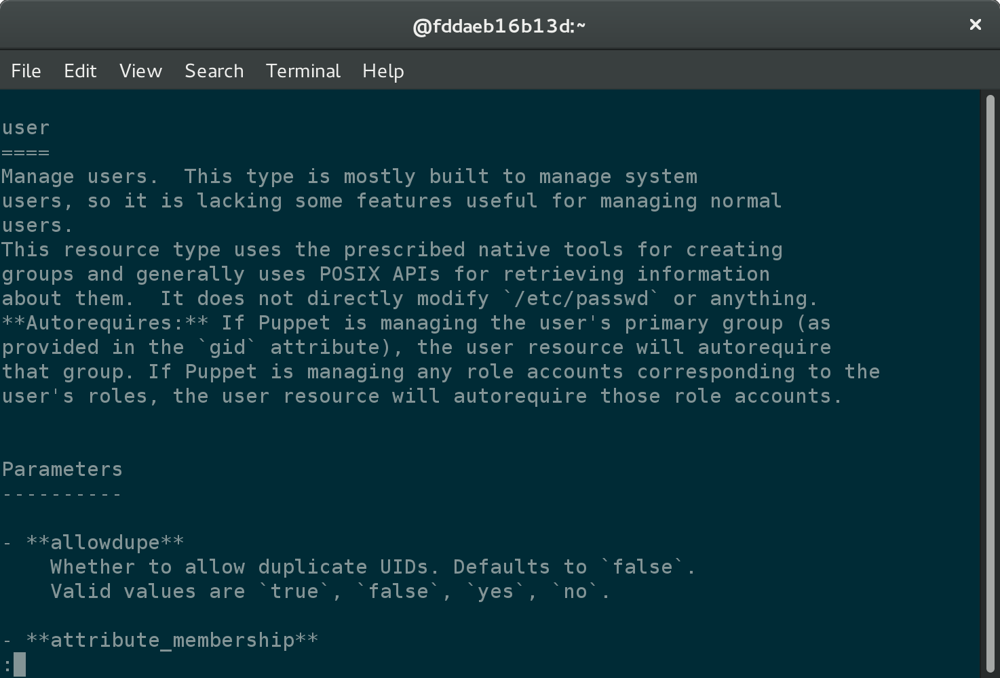 @fddaeb16b13d:~
File Edit View Search Terminal Help
user
====
Manage users.  This type is mostly built to manage system
users, so it is lacking some features useful for managing normal
users.
This resource type uses the prescribed native tools for creating
groups and generally uses POSIX APIs for retrieving information
about them.  It does not directly modify `/etc/passwd` or anything.
**Autorequires:** If Puppet is managing the user's primary group (as
provided in the `gid` attribute), the user resource will autorequire
that group. If Puppet is managing any role accounts corresponding to the
user's roles, the user resource will autorequire those role accounts.
Parameters
----------
- **allowdupe**
    Whether to allow duplicate UIDs. Defaults to `false`.
    Valid values are `true`, `false`, `yes`, `no`.
- **attribute_membership**
: